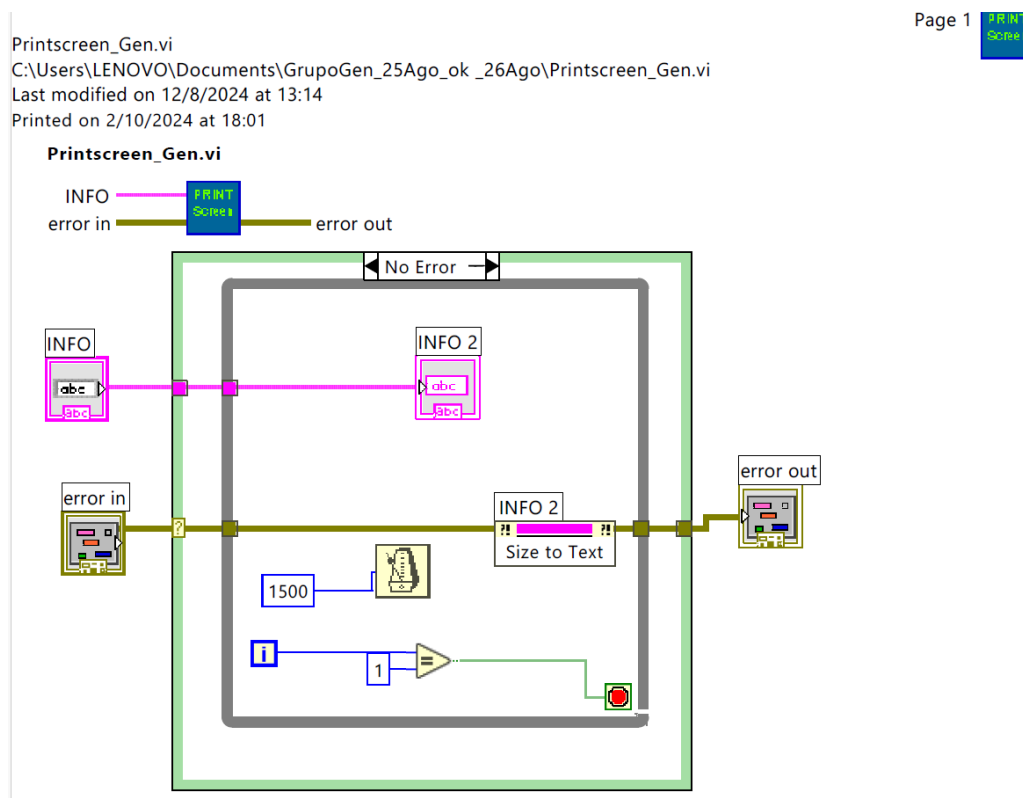 Page 1
PRINT
Scree
Printscreen_Gen.vi
C:\Users\LENOVO\Documents\GrupoGen_25Ago_ok _26Ago\Printscreen_Gen.vi
Last modified on 12/8/2024 at 13:14
Printed on 2/10/2024 at 18:01
Printscreen_Gen.vi
INFO
PRINT
Screen
error in
error out
No Error
INFO
abc
abc
INFO 2
abc
abc
error in
?
INFO 2
?!
?!
Size to Text
error out
1500
i
1
=